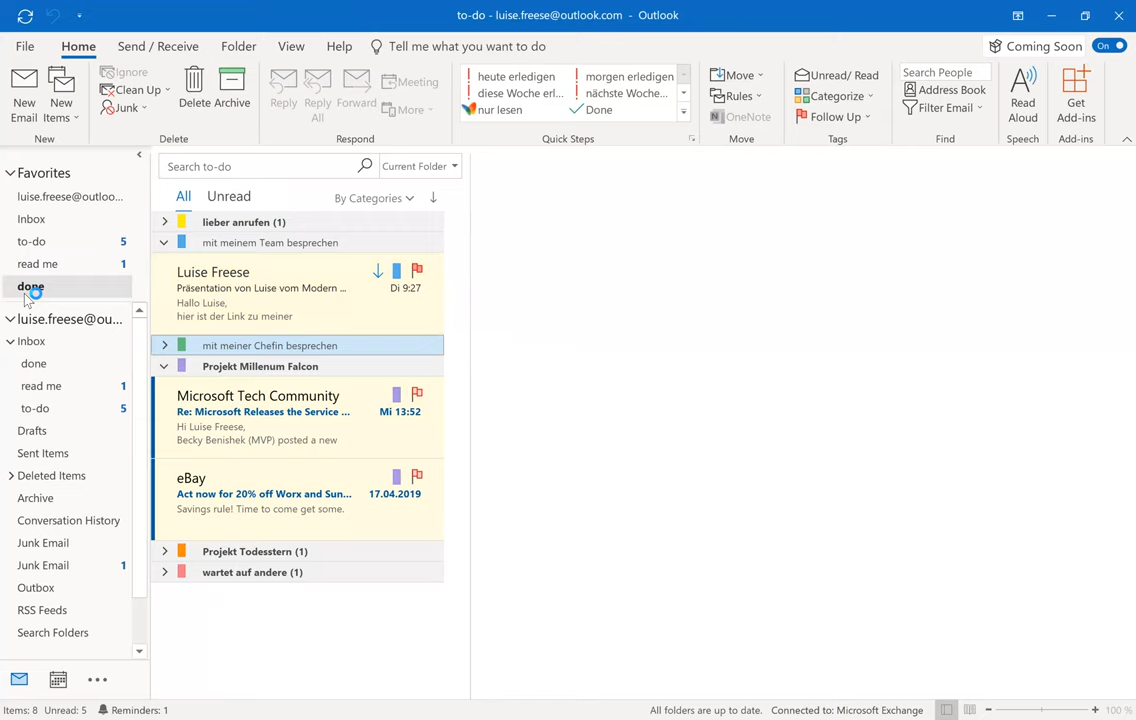 to-do - luise.freese@outlook.com - Outlook
File Home Send / Receive Folder View Help Tell me what you want to do Coming Soon On
New Email
New Items
New
Ignore
Clean Up
Junk
Delete
Archive
Delete
Reply
Reply All
Forward
Meeting
More
Respond
heute erledigen
morgen erledigen
diese Woche erl...
nächste Woche...
nur lesen
Done
Quick Steps
Move
Rules
OneNote
Move
Unread/ Read
Categorize
Follow Up
Tags
Search People
Address Book
Filter Email
Find
Read Aloud
Speech
Get Add-ins
Add-ins
Favorites
luise.freese@outloo...
Inbox
to-do 5
read me 1
done
luise.freese@ou...
Inbox
done
read me 1
to-do 5
Drafts
Sent Items
Deleted Items
Archive
Conversation History
Junk Email
Junk Email 1
Outbox
RSS Feeds
Search Folders
Search to-do Current Folder
All Unread By Categories
lieber anrufen (1)
mit meinem Team besprechen
Luise Freese
Präsentation von Luise vom Modern ... Di 9:27
Hallo Luise,
hier ist der Link zu meiner
mit meiner Chefin besprechen
Projekt Millenum Falcon
Microsoft Tech Community
Re: Microsoft Releases the Service ... Mi 13:52
Hi Luise Freese,
Becky Benishek (MVP) posted a new
eBay
Act now for 20% off Worx and Sun... 17.04.2019
Savings rule! Time to come get some.
Projekt Todesstern (1)
wartet auf andere (1)
Items: 8 Unread: 5 Reminders: 1 All folders are up to date. Connected to: Microsoft Exchange 100 %